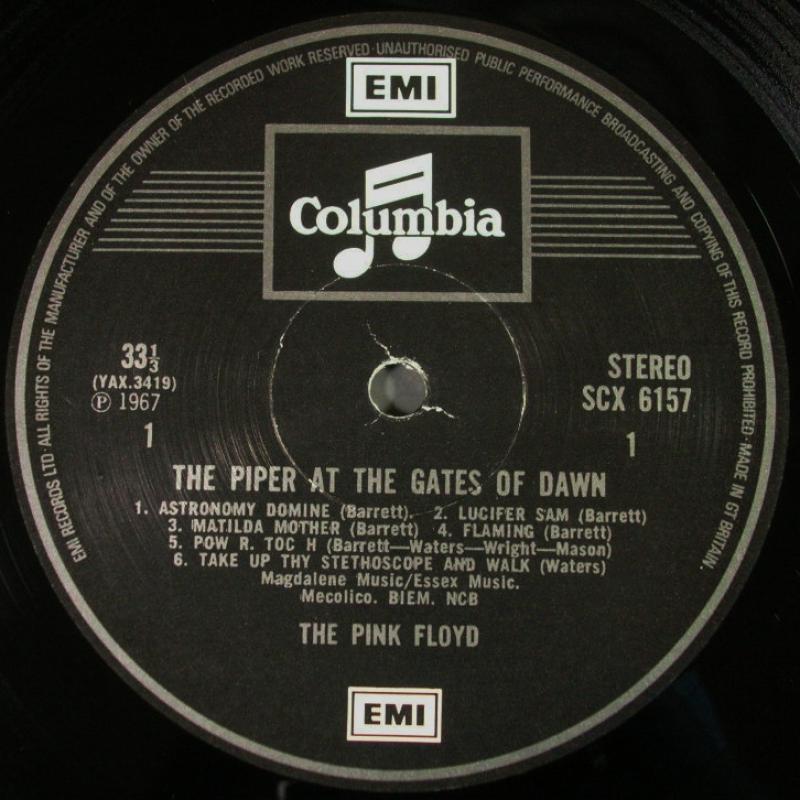 EMI RECORDS LTD · ALL RIGHTS OF THE MANUFACTURER AND OF THE OWNER OF THE RECORDED WORK RESERVED · UNAUTHORISED PUBLIC PERFORMANCE BROADCASTING AND COPYING OF THIS RECORD PROHIBITED · MADE IN GT BRITAIN.
EMI
Columbia
33⅓
(YAX.3419)
℗ 1967
1
STEREO
SCX 6157
1
THE PIPER AT THE GATES OF DAWN
1. ASTRONOMY DOMINE (Barrett). 2. LUCIFER SAM (Barrett)
3. MATILDA MOTHER (Barrett) 4. FLAMING (Barrett)
5. POW R. TOC H (Barrett—Waters—Wright—Mason)
6. TAKE UP THY STETHOSCOPE AND WALK (Waters)
Magdalene Music/Essex Music.
Mecolico. BIEM. NCB
THE PINK FLOYD
EMI